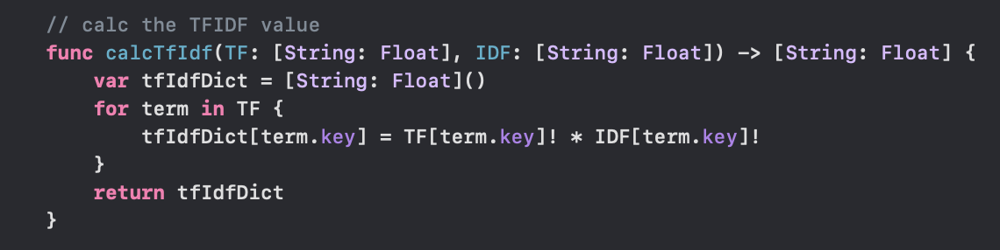 // calc the TFIDF value
func calcTfIdf(TF: [String: Float], IDF: [String: Float]) -> [String: Float] {
    var tfIdfDict = [String: Float]()
    for term in TF {
        tfIdfDict[term.key] = TF[term.key]! * IDF[term.key]!
    }
    return tfIdfDict
}